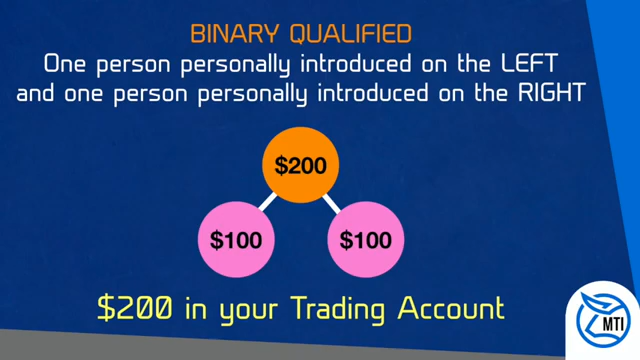 BINARY QUALIFIED
One person personally introduced on the LEFT
and one person personally introduced on the RIGHT
$200
$100 $100
$200 in your Trading Account
MTI